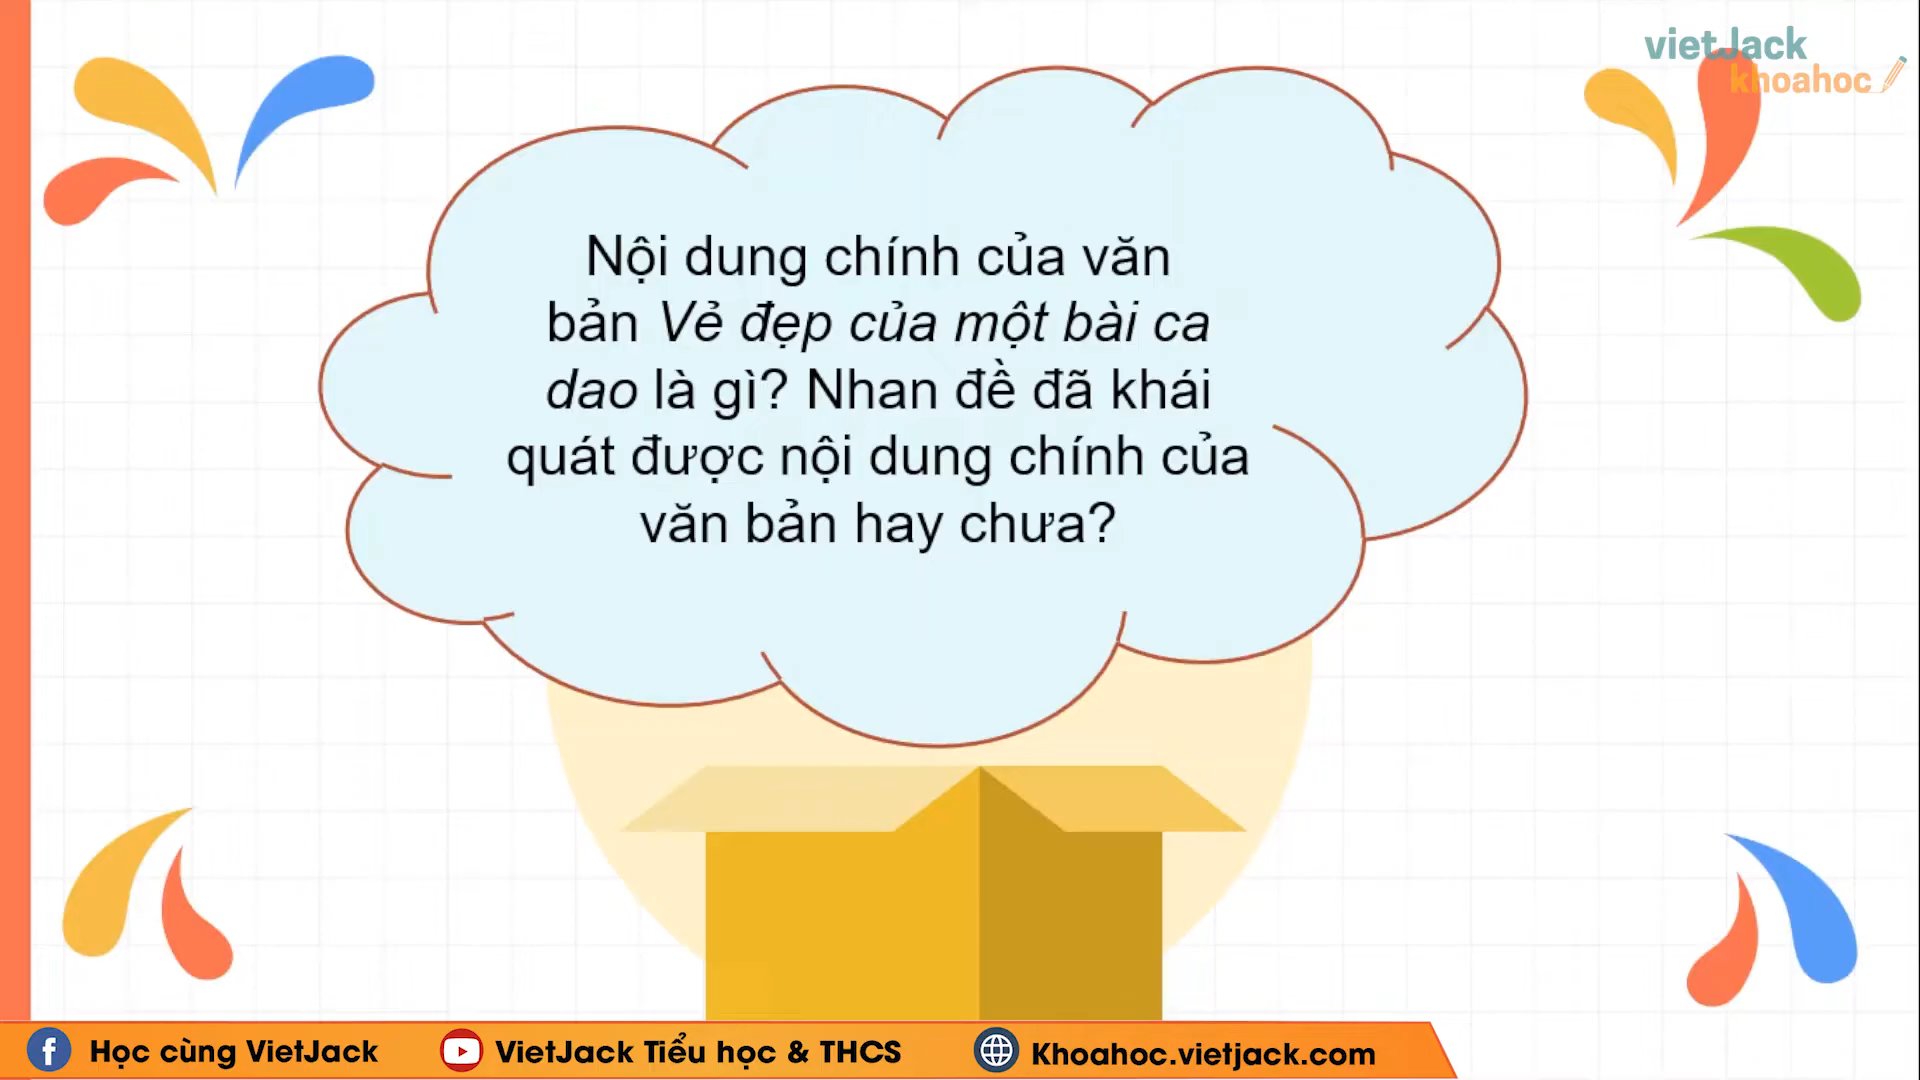 vietJack
khoahoc
Nội dung chính của văn
bản Vẻ đẹp của một bài ca
dao là gì? Nhan đề đã khái
quát được nội dung chính của
văn bản hay chưa?
Học cùng VietJack
VietJack Tiểu học & THCS
Khoahoc.vietjack.com